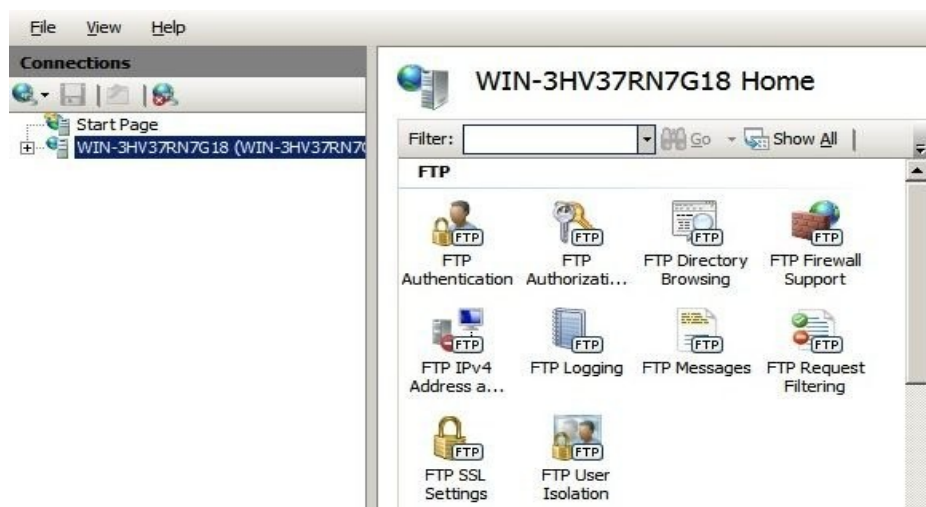 File View Help
Connections
Start Page
WIN-3HV37RN7G18 (WIN-3HV37RN7
WIN-3HV37RN7G18 Home
Filter: Go Show All
FTP
FTP FTP FTP FTP
FTP Authentication
FTP Authorizati...
FTP Directory Browsing
FTP Firewall Support
FTP FTP FTP FTP
FTP IPv4 Address a...
FTP Logging
FTP Messages
FTP Request Filtering
FTP FTP
FTP SSL Settings
FTP User Isolation